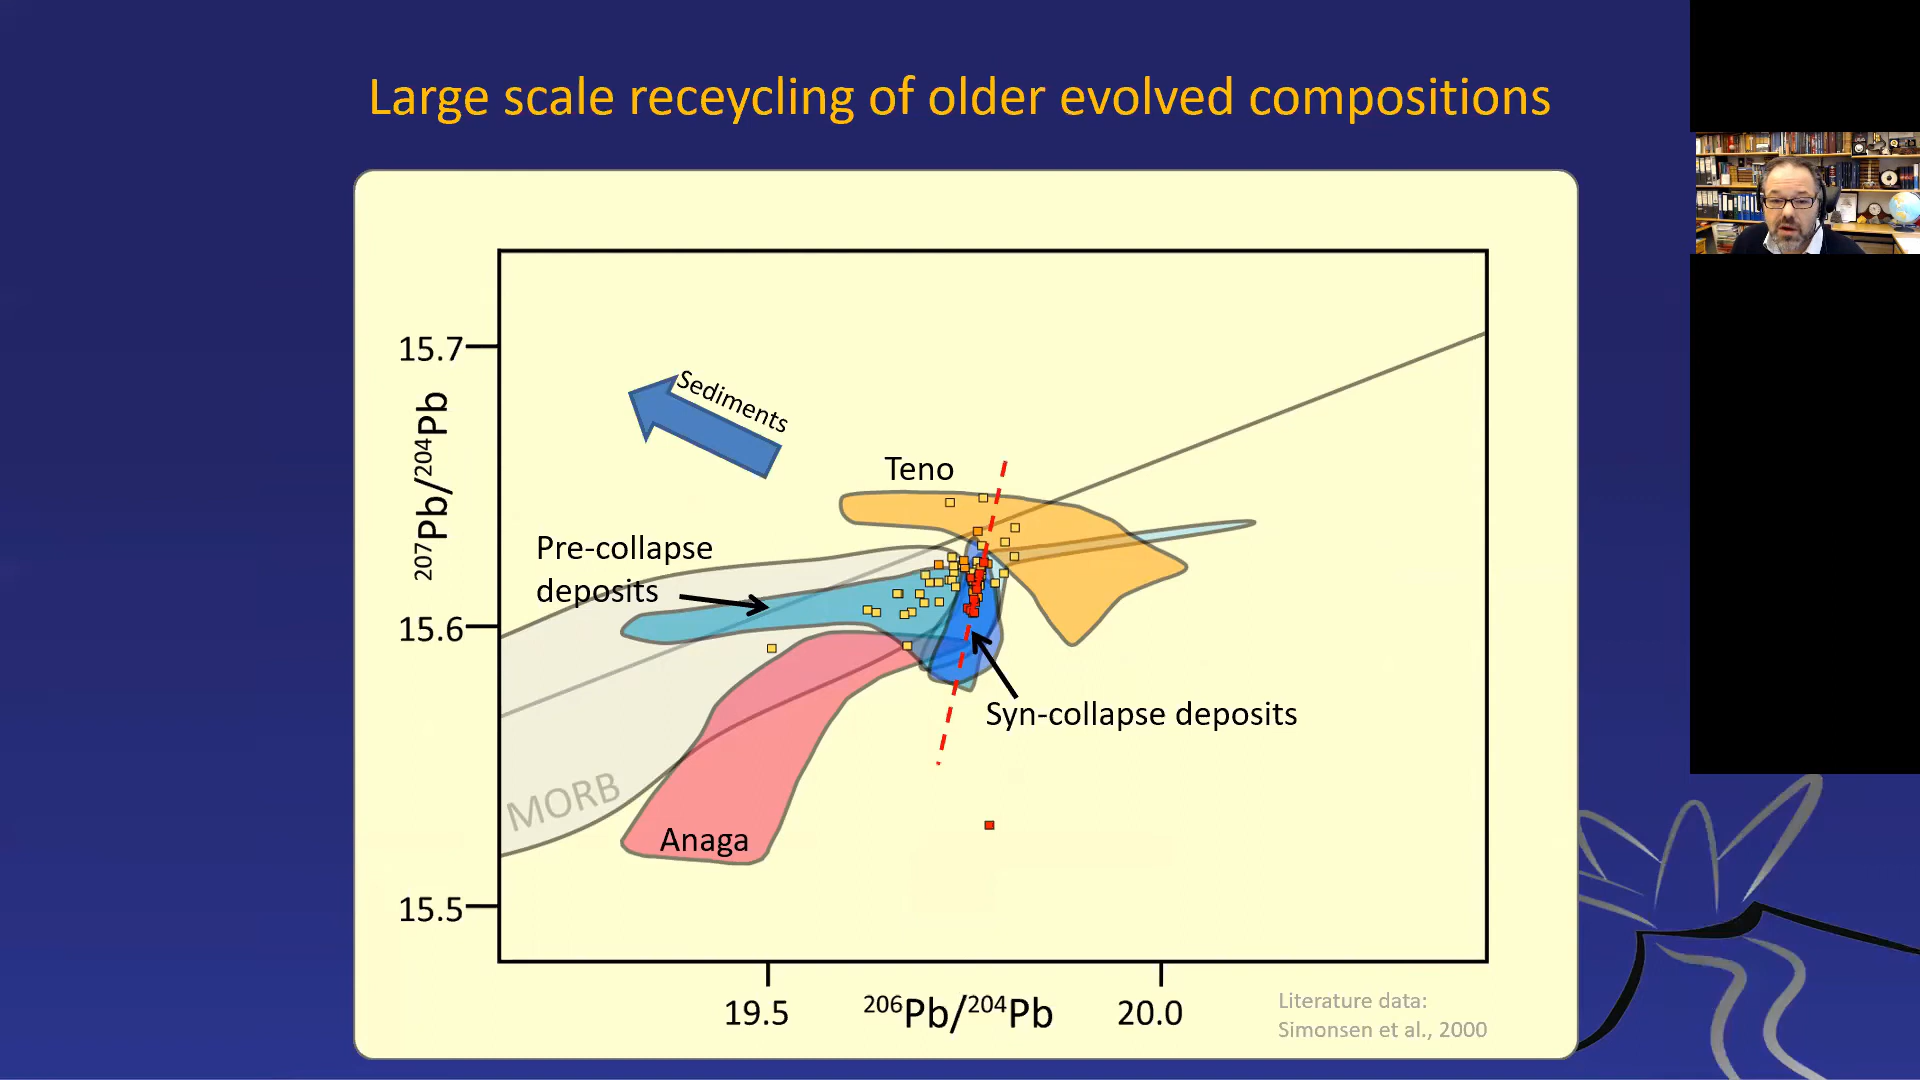 Large scale receycling of older evolved compositions
15.7
Sediments
207Pb/204Pb
Teno
Pre-collapse
deposits
15.6
Syn-collapse deposits
MORB
Anaga
15.5
19.5
206Pb/204Pb
20.0
Literature data:
Simonsen et al., 2000